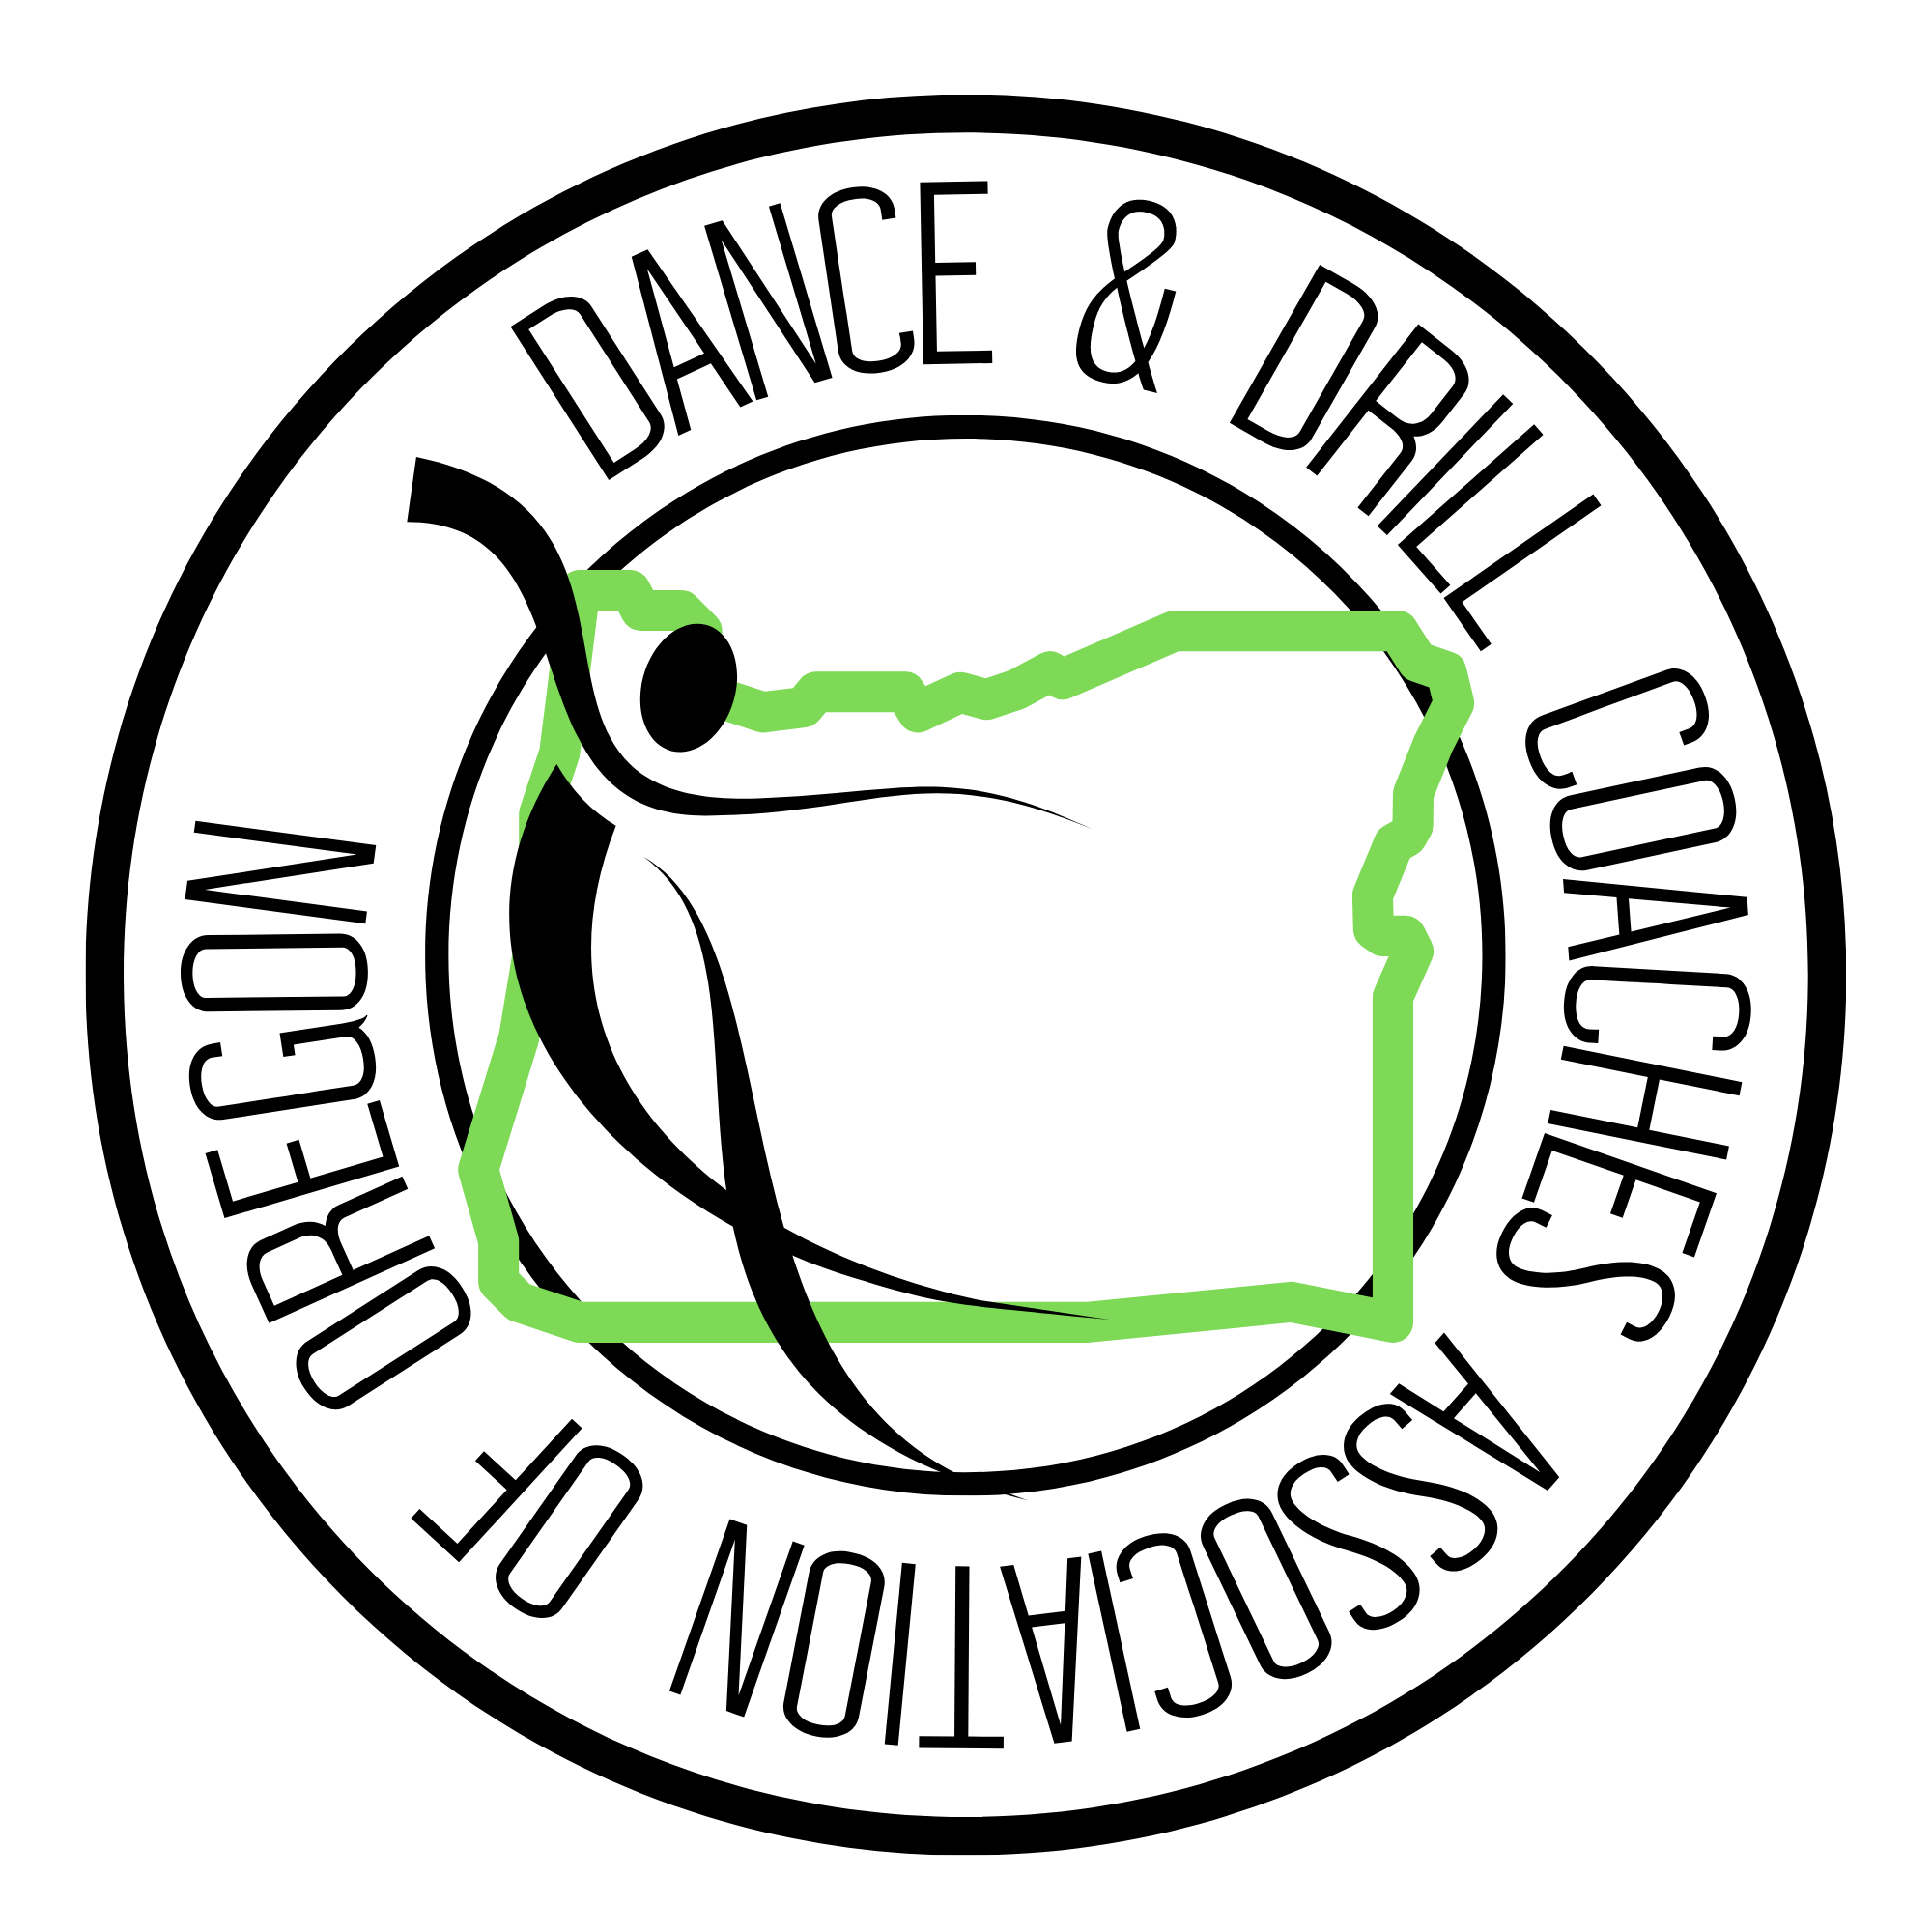 DANCE & DRILL COACHES ASSOCIATION OF OREGON